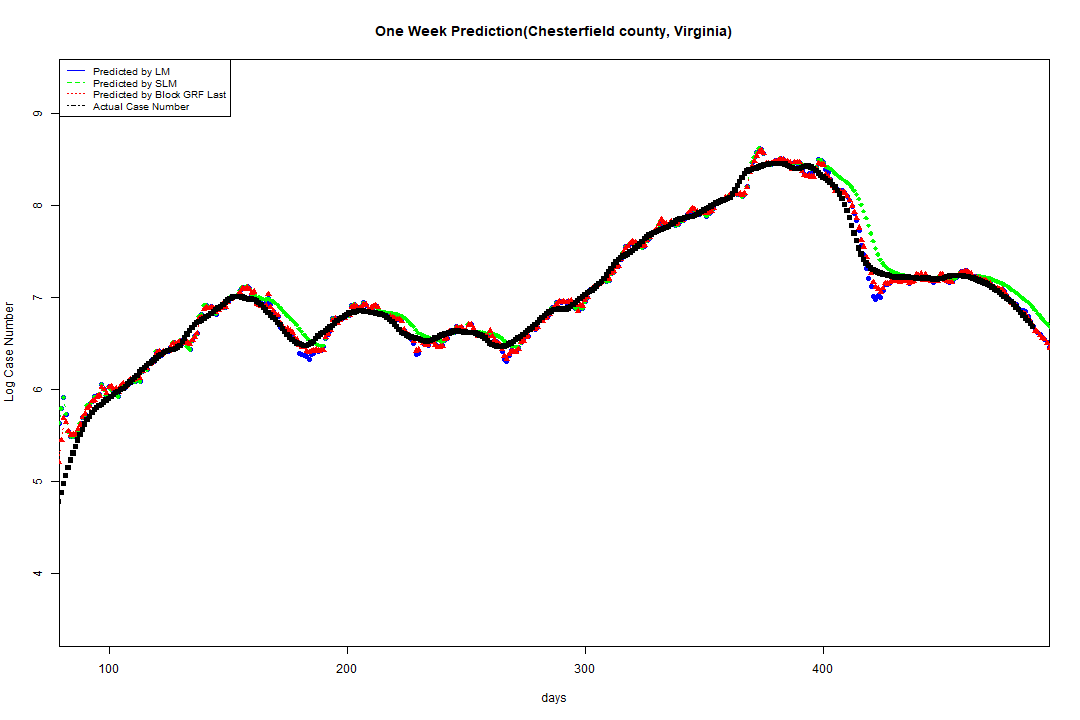 One Week Prediction(Chesterfield county, Virginia)
Predicted by LM
Predicted by SLM
Predicted by Block GRF Last
Actual Case Number
9
8
7
6
5
4
Log Case Number
100 200 300 400
days